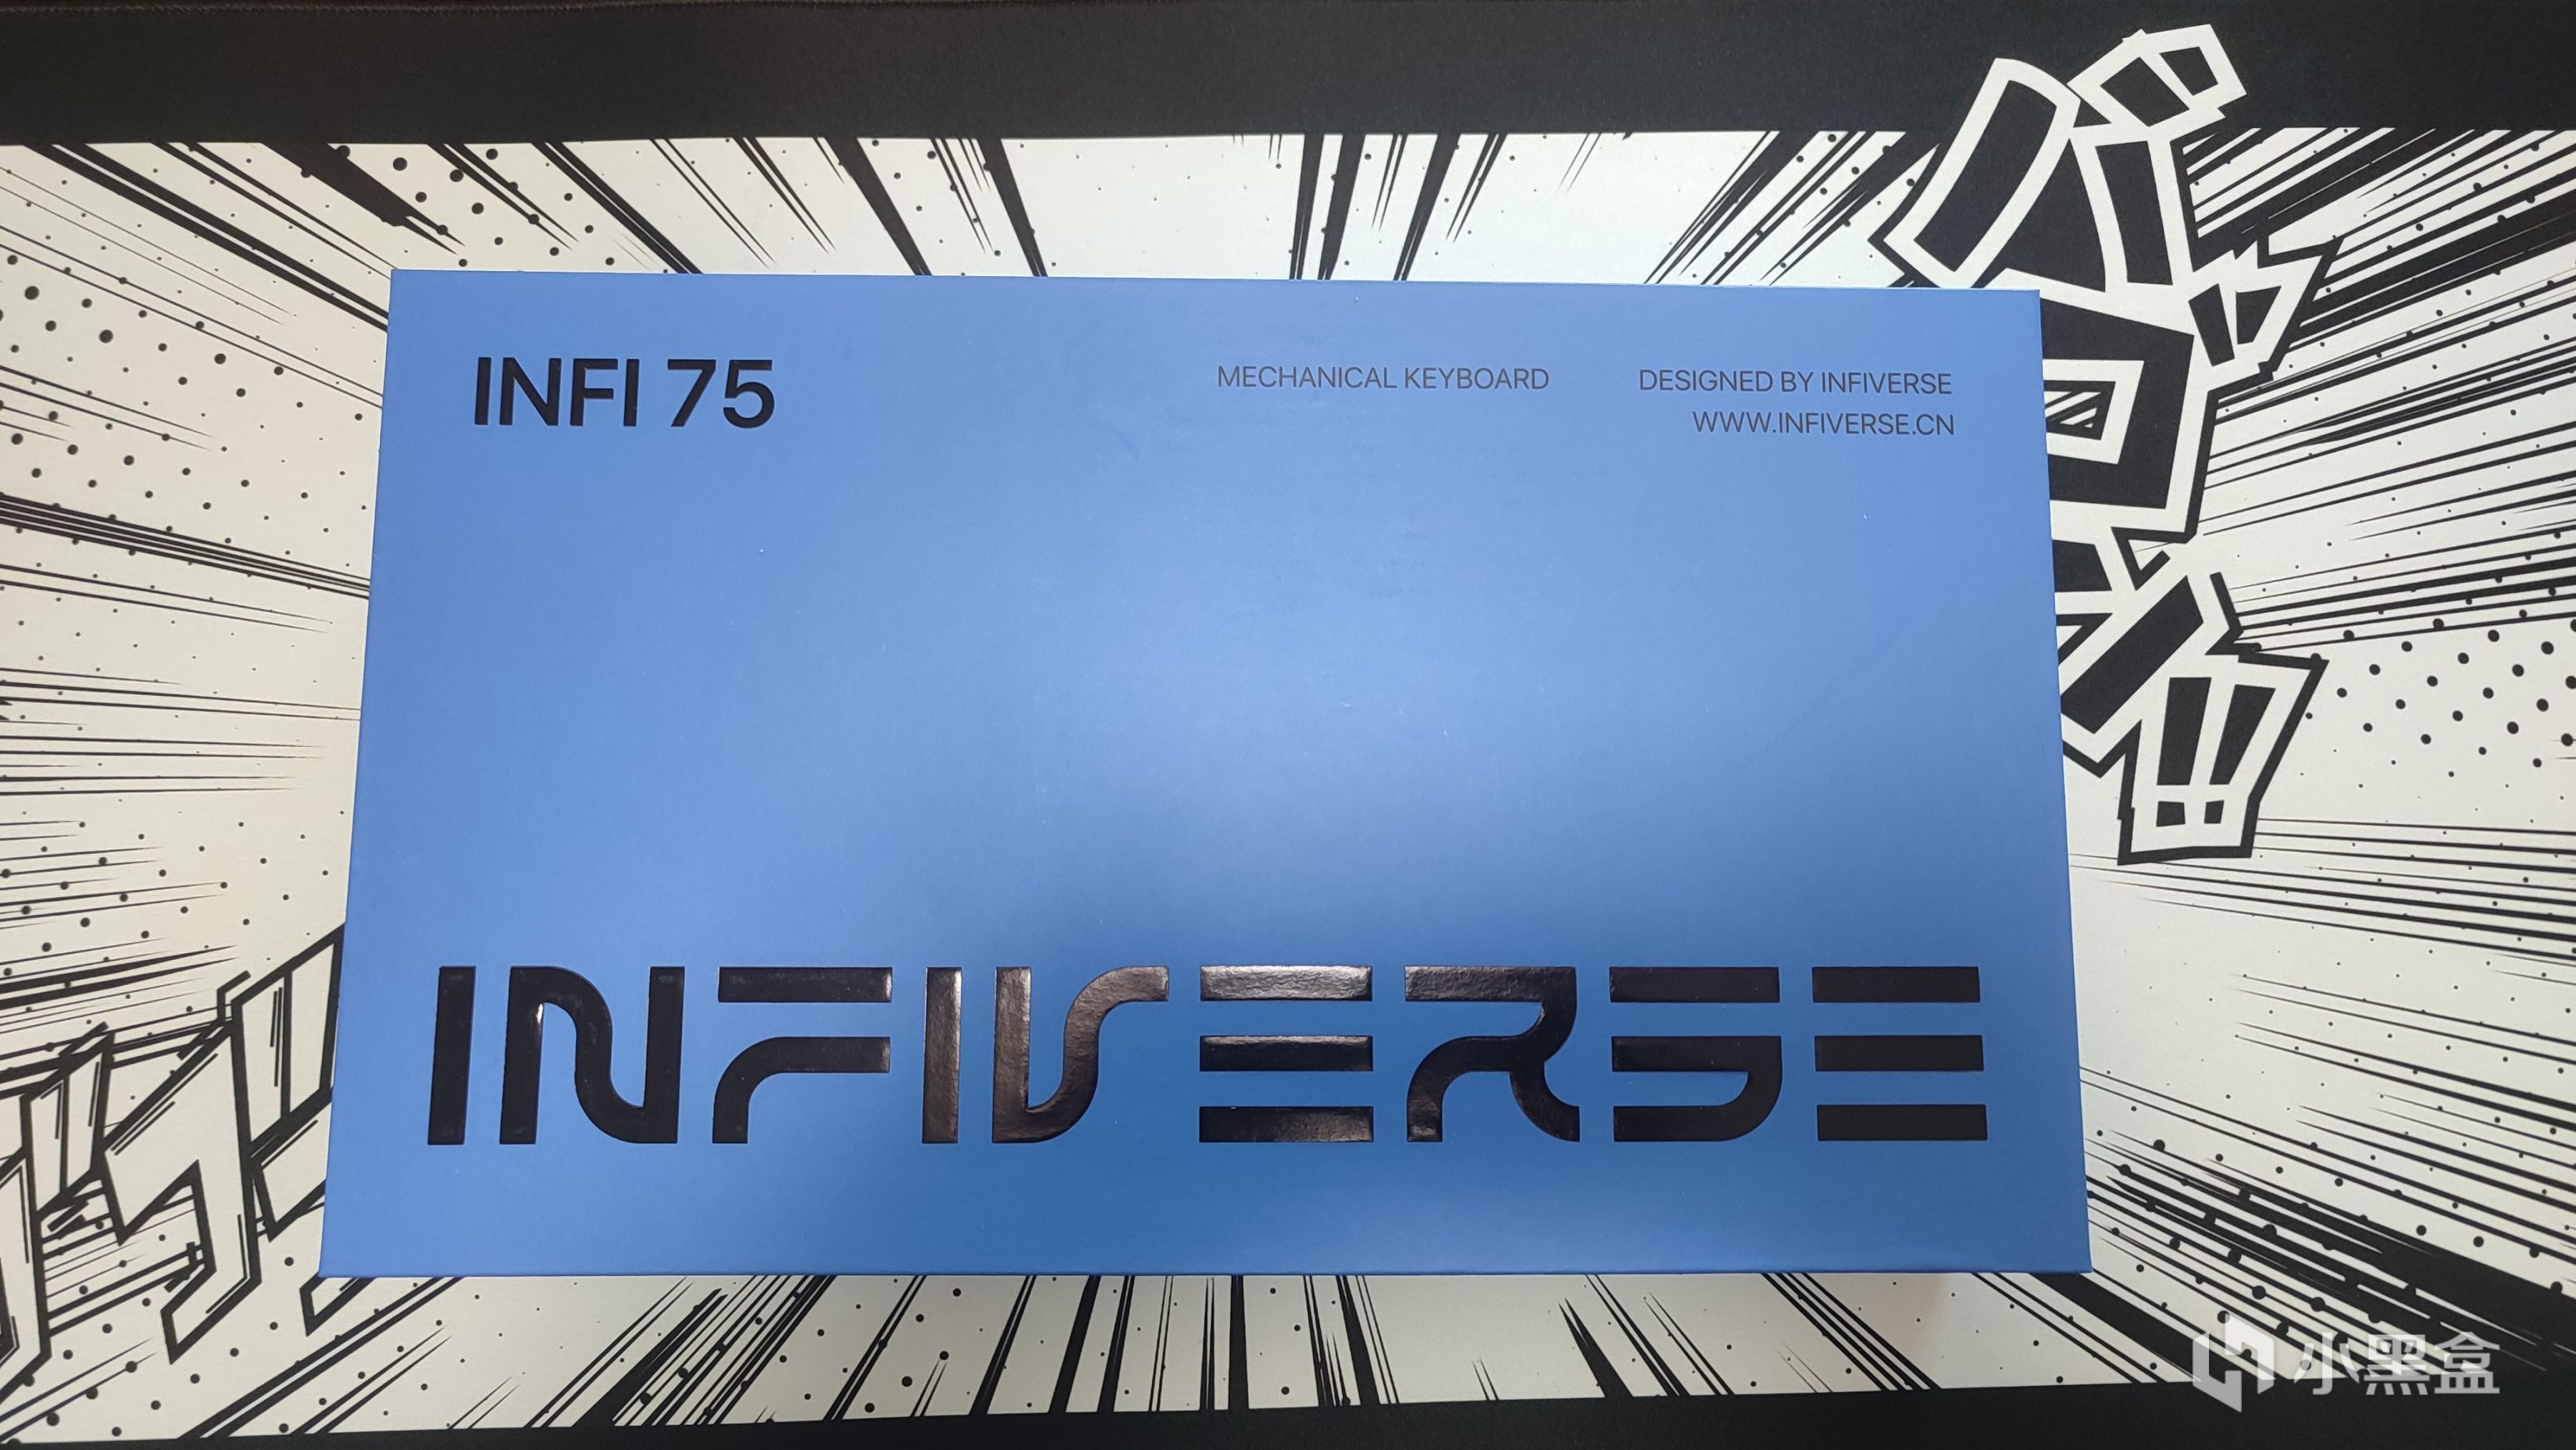 INFI 75
MECHANICAL KEYBOARD
DESIGNED BY INFIVERSE
WWW.INFIVERSE.CN
INFIVERSE
小黑盒